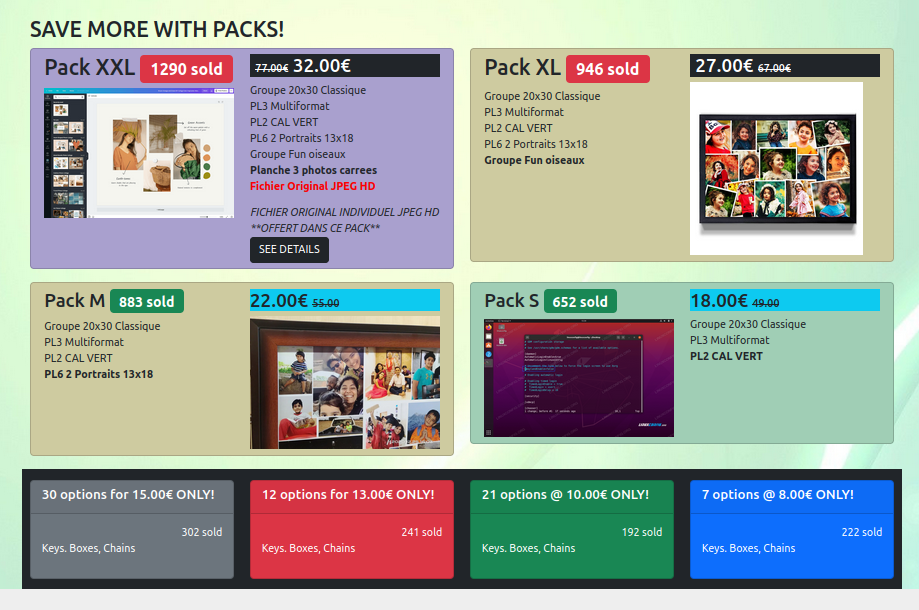 SAVE MORE WITH PACKS!
Pack XXL 1290 sold
77.00€ 32.00€
Groupe 20x30 Classique
PL3 Multiformat
PL2 CAL VERT
PL6 2 Portraits 13x18
Groupe Fun oiseaux
Planche 3 photos carrees
Fichier Original JPEG HD
FICHIER ORIGINAL INDIVIDUEL JPEG HD
**OFFERT DANS CE PACK**
SEE DETAILS
Pack XL 946 sold
27.00€ 67.00€
Groupe 20x30 Classique
PL3 Multiformat
PL2 CAL VERT
PL6 2 Portraits 13x18
Groupe Fun oiseaux
Pack M 883 sold
22.00€ 55.00
Groupe 20x30 Classique
PL3 Multiformat
PL2 CAL VERT
PL6 2 Portraits 13x18
Pack S 652 sold
18.00€ 49.00
Groupe 20x30 Classique
PL3 Multiformat
PL2 CAL VERT
30 options for 15.00€ ONLY!
302 sold
Keys. Boxes, Chains
12 options for 13.00€ ONLY!
241 sold
Keys. Boxes, Chains
21 options @ 10.00€ ONLY!
192 sold
Keys. Boxes, Chains
7 options @ 8.00€ ONLY!
222 sold
Keys. Boxes, Chains